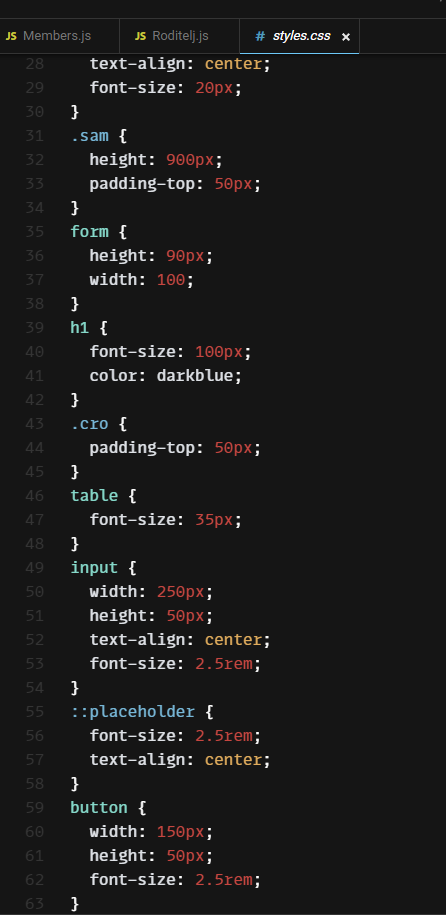 JS Members.js JS Roditelj.js # styles.css ×
28 text-align: center;
29 font-size: 20px;
30 }
31 .sam {
32 height: 900px;
33 padding-top: 50px;
34 }
35 form {
36 height: 90px;
37 width: 100;
38 }
39 h1 {
40 font-size: 100px;
41 color: darkblue;
42 }
43 .cro {
44 padding-top: 50px;
45 }
46 table {
47 font-size: 35px;
48 }
49 input {
50 width: 250px;
51 height: 50px;
52 text-align: center;
53 font-size: 2.5rem;
54 }
55 ::placeholder {
56 font-size: 2.5rem;
57 text-align: center;
58 }
59 button {
60 width: 150px;
61 height: 50px;
62 font-size: 2.5rem;
63 }